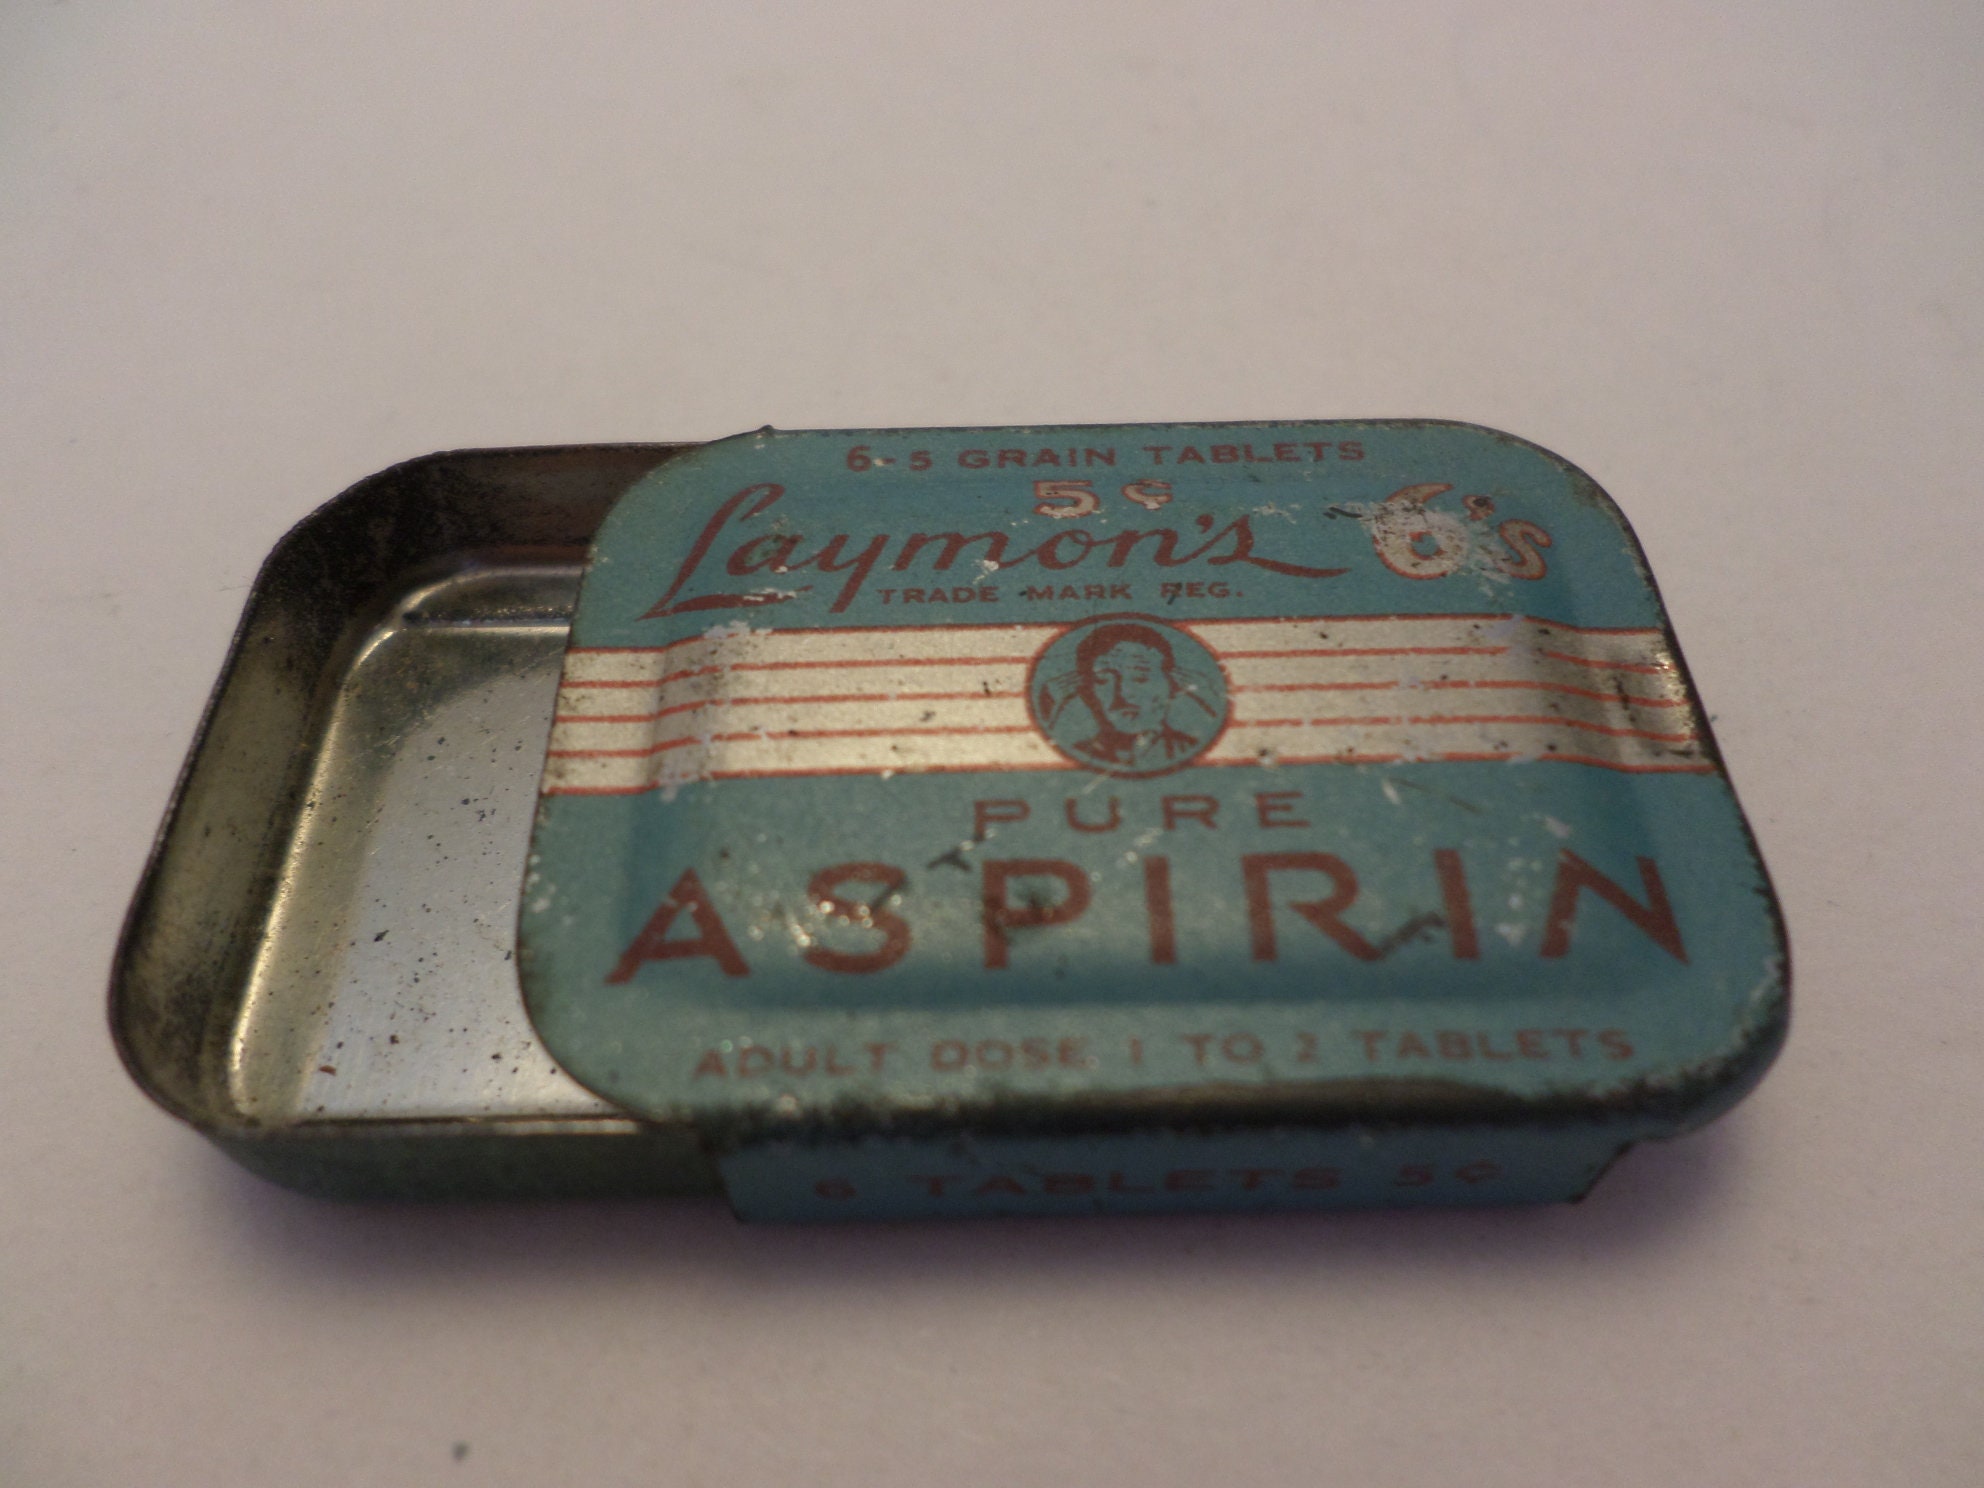 6-5 GRAIN TABLETS
5¢
Laymon's 6's
TRADE MARK REG.
PURE
ASPIRIN
ADULT DOSE 1 TO 2 TABLETS
6 TABLETS 5¢